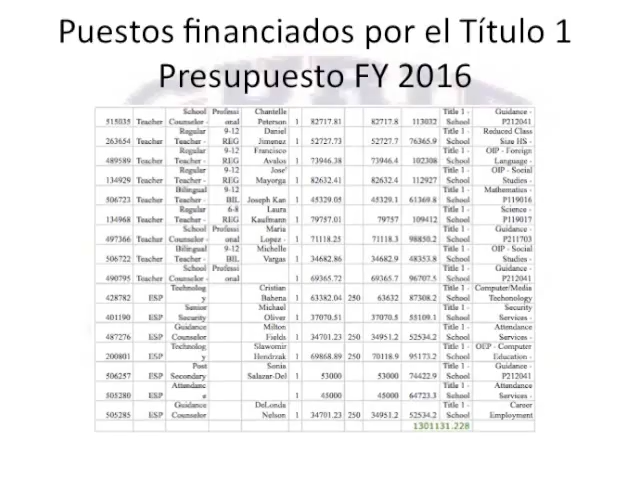 Puestos financiados por el Título 1
Presupuesto FY 2016
School Professi Chantelle Title 1 - Guidance -
515035 Teacher Counselor - onal Peterson 1 82717.81 82717.8 113032 School P212041
Regular 9-12 Daniel Title 1 - Reduced Class
263654 Teacher Teacher - REG Jimenez 1 52727.73 52727.7 76365.9 School Size HS -
Regular 9-12 Francisco Title 1 - OIP - Foreign
489589 Teacher Teacher - REG Avalos 1 73946.38 73946.4 102308 School Language -
Regular 9-12 Jose' Title 1 - OIP - Social
134929 Teacher Teacher - REG Mayorga 1 82632.41 82632.4 112927 School Studies -
Bilingual 9-12 Title 1 - Mathematics -
506723 Teacher Teacher - BIL Joseph Kan 1 45329.05 45329.1 61369.8 School P119016
Regular 6-8 Laura Title 1 - Science -
134968 Teacher Teacher - REG Kaufmann 1 79757.01 79757 109412 School P119017
School Professi Maria Title 1 - Guidance -
497366 Teacher Counselor - onal Lopez - 1 71118.25 71118.3 98850.2 School P211703
Bilingual 9-12 Michelle Title 1 - OIP - Social
506722 Teacher Teacher - BIL Vargas 1 34682.86 34682.9 48353.8 School Studies -
School Professi Title 1 - Guidance -
490795 Teacher Counselor - onal 1 69365.72 69365.7 96707.5 School P212041
Technolog Cristian Title 1 - Computer/Media
428782 ESP y Bahena 1 63382.04 250 63632 87308.2 School Techonology
Senior Michael Title 1 - Security
401190 ESP Security Oliver 1 37070.51 37070.5 55109.1 School Services -
Guidance Milton Title 1 - Attendance
487276 ESP Counselor Fields 1 34701.23 250 34951.2 52534.2 School Services -
Technolog Slawomir Title 1 - OEP - Computer
200801 ESP y Hendzak 1 69868.89 250 70118.9 95173.2 School Education -
Post Sonia Title 1 - Guidance -
506257 ESP Secondary Salazar-Del 1 53000 53000 74422.9 School P212041
Attendanc Title 1 - Attendance
505280 ESP e 1 45000 45000 64723.3 School Services -
Guidance DeLonda Title 1 - Career
505285 ESP Counselor Nelson 1 34701.23 250 34951.2 52534.2 School Employment
1301131.228